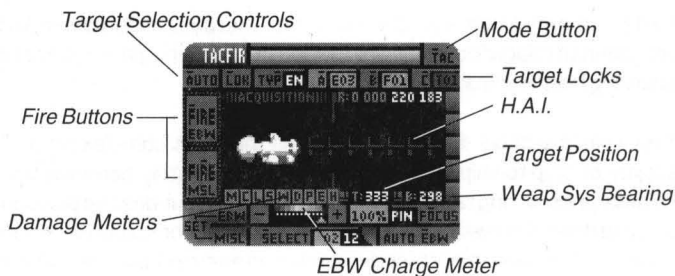 Target Selection Controls
Mode Button
TACFIR TAC
AUTO LOK TYP EN A E03 B F01 C T01
Target Locks
ACQUISITION R:0 000 220 183
H.A.I.
Fire Buttons
FIRE EBW
FIRE MSL
Target Position
M C L S W D P E H T:333 298
Weap Sys Bearing
Damage Meters
EBW − + 100% PIN FOCUS
SET MISL SELECT 02 12 AUTO EBW
EBW Charge Meter